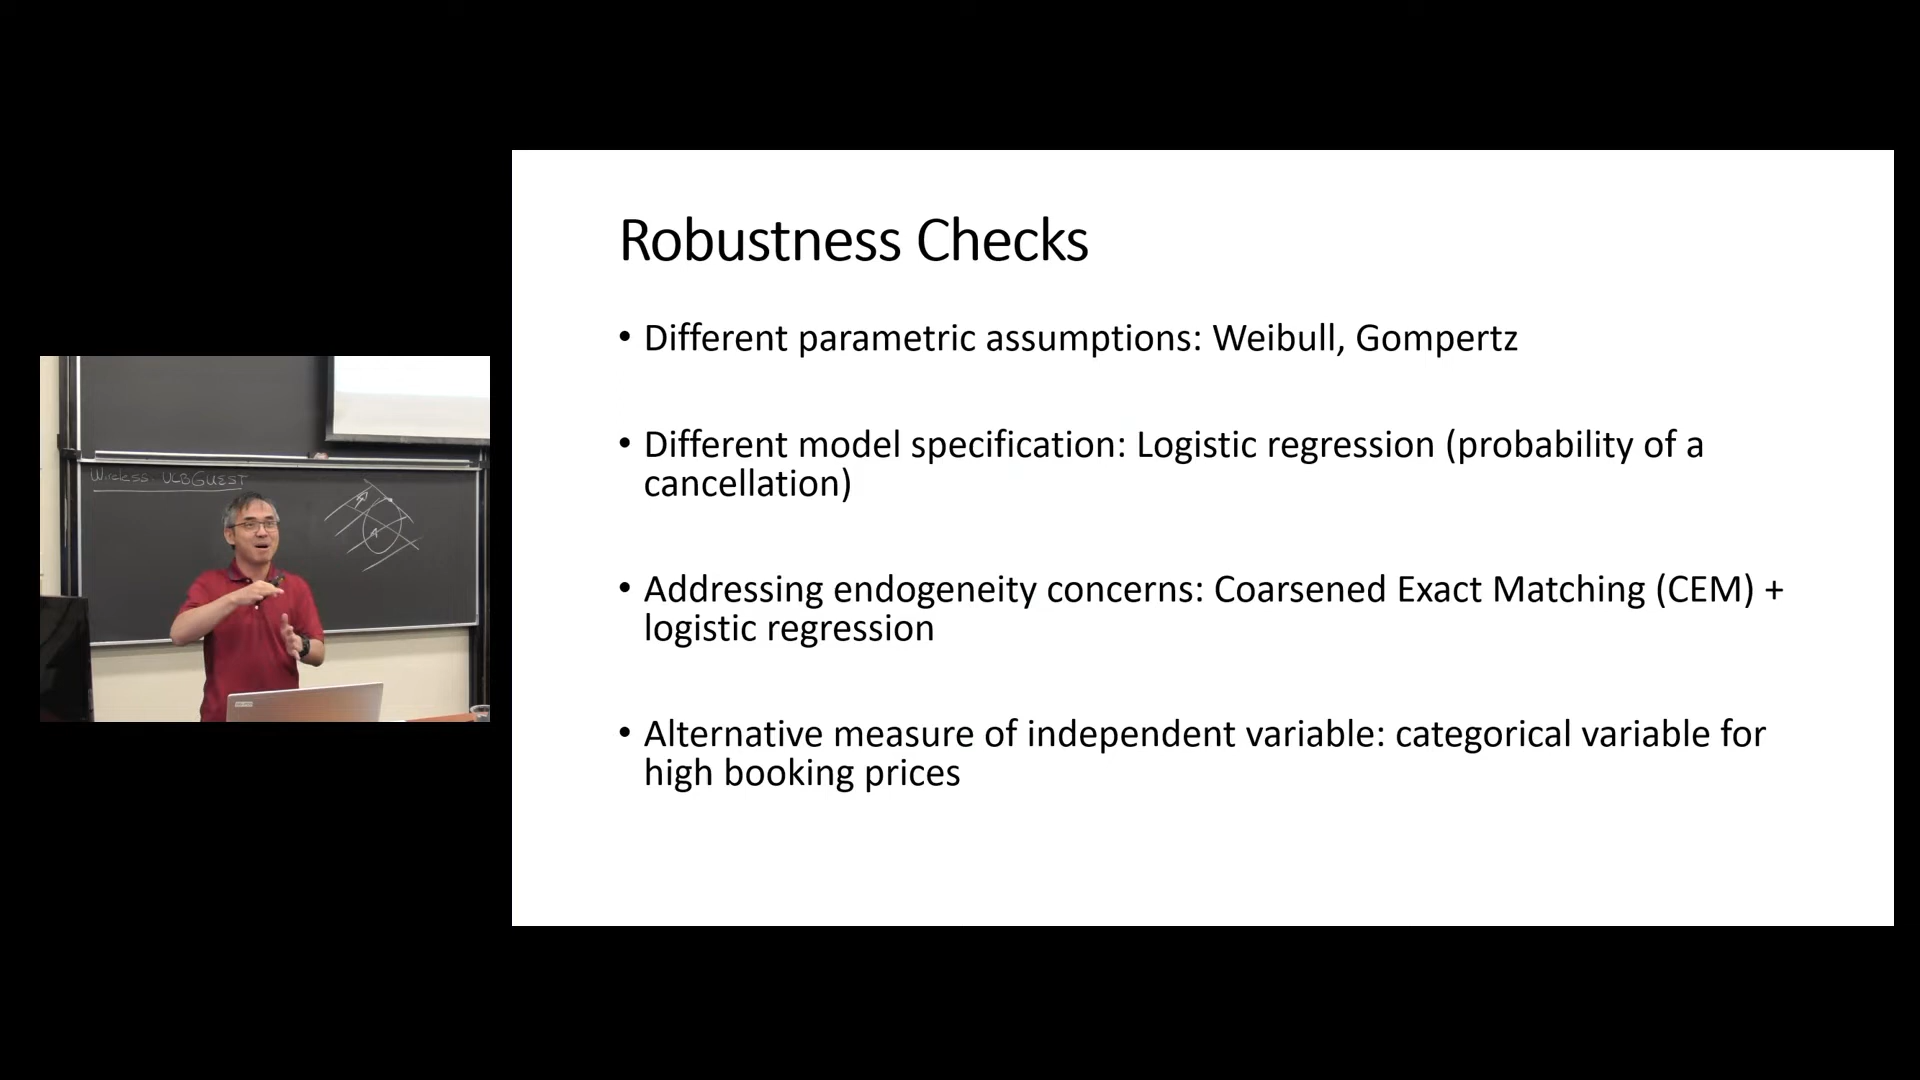 Robustness Checks
• Different parametric assumptions: Weibull, Gompertz
• Different model specification: Logistic regression (probability of a
cancellation)
• Addressing endogeneity concerns: Coarsened Exact Matching (CEM) +
logistic regression
• Alternative measure of independent variable: categorical variable for
high booking prices
Wireless ULBGUEST
A